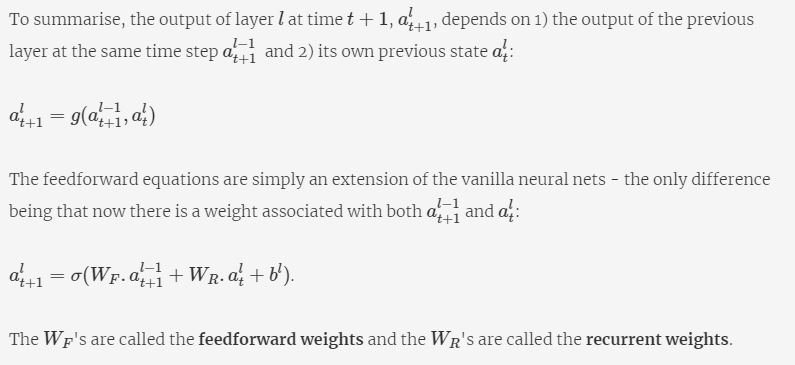 To summarise, the output of layer l at time t + 1, a^l_{t+1}, depends on 1) the output of the previous
layer at the same time step a^{l-1}_{t+1} and 2) its own previous state a^l_t:
a^l_{t+1} = g(a^{l-1}_{t+1}, a^l_t)
The feedforward equations are simply an extension of the vanilla neural nets - the only difference
being that now there is a weight associated with both a^{l-1}_{t+1} and a^l_t:
a^l_{t+1} = σ(W_F. a^{l-1}_{t+1} + W_R. a^l_t + b^l).
The W_F's are called the feedforward weights and the W_R's are called the recurrent weights.